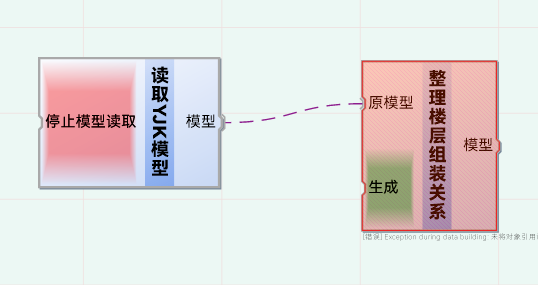 停止模型读取
读取YJK模型
模型
原模型
生成
整理楼层组装关系
模型
[错误] Exception during data building: 未将对象引用